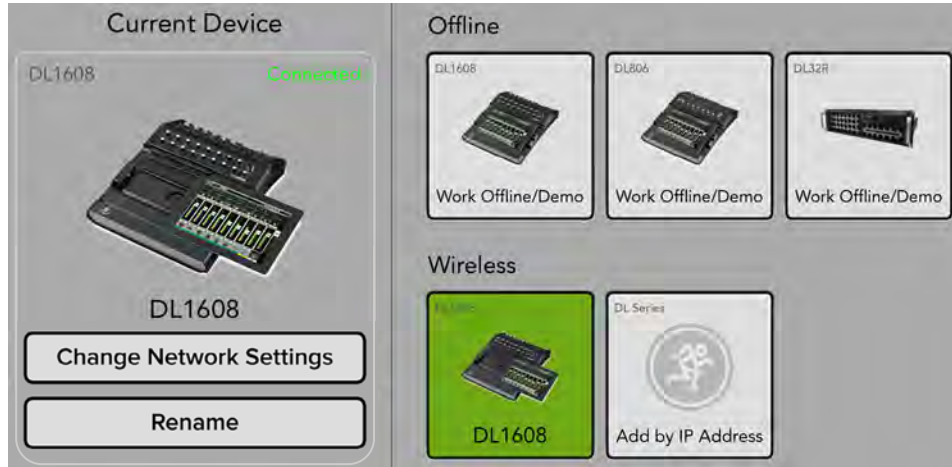 Current Device
DL1608
Connected
DL1608
Change Network Settings
Rename
Offline
DL1608
Work Offline/Demo
DL806
Work Offline/Demo
DL32R
Work Offline/Demo
Wireless
DL1608
DL1608
DL Series
Add by IP Address